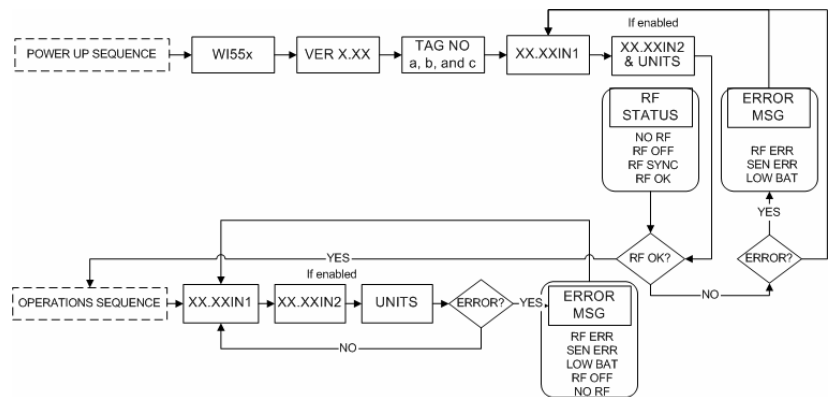 If enabled
POWER UP SEQUENCE
WI55x
VER X.XX
TAG NO
a, b, and c
XX.XXIN1
XX.XXIN2
& UNITS
RF
STATUS
NO RF
RF OFF
RF SYNC
RF OK
ERROR
MSG
RF ERR
SEN ERR
LOW BAT
YES
YES
RF OK?
ERROR?
NO
If enabled
OPERATIONS SEQUENCE
XX.XXIN1
XX.XXIN2
UNITS
ERROR?
YES
NO
ERROR
MSG
RF ERR
SEN ERR
LOW BAT
RF OFF
NO RF